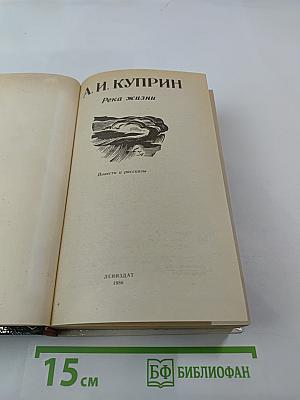 А. И. КУПРИН
Река жизни
Повести и рассказы
ЛЕНИЗДАТ
1986
15 см
БФ БИБЛИОФАН